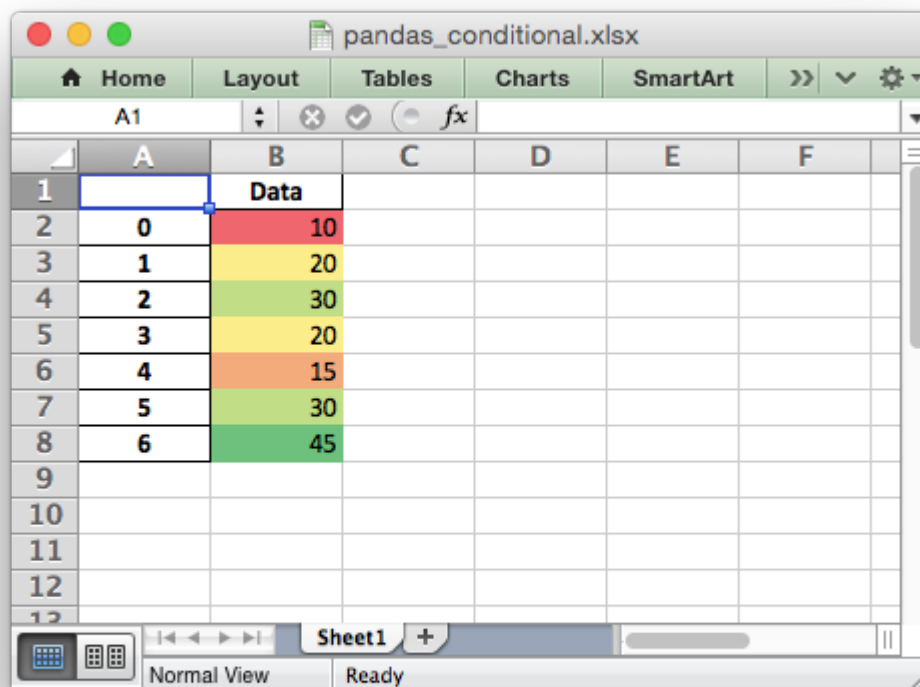 pandas_conditional.xlsx
Home Layout Tables Charts SmartArt
A1 fx
A B C D E F
1 Data
2 0 10
3 1 20
4 2 30
5 3 20
6 4 15
7 5 30
8 6 45
9
10
11
12
13
Sheet1 +
Normal View Ready